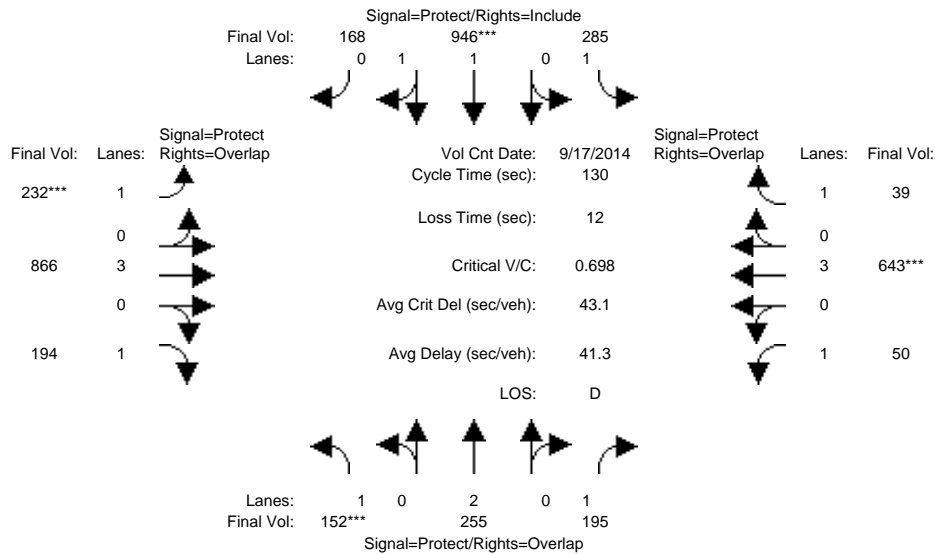 Signal=Protect/Rights=Include
Final Vol: 168 946*** 285
Lanes: 0 1 1 0 1
Signal=Protect Signal=Protect
Final Vol: Lanes: Rights=Overlap Vol Cnt Date: 9/17/2014 Rights=Overlap Lanes: Final Vol:
Cycle Time (sec): 130
232*** 1 1 39
Loss Time (sec): 12
0 0
866 3 Critical V/C: 0.698 3 643***
0 Avg Crit Del (sec/veh): 43.1 0
194 1 Avg Delay (sec/veh): 41.3 1 50
LOS: D
Lanes: 1 0 2 0 1
Final Vol: 152*** 255 195
Signal=Protect/Rights=Overlap